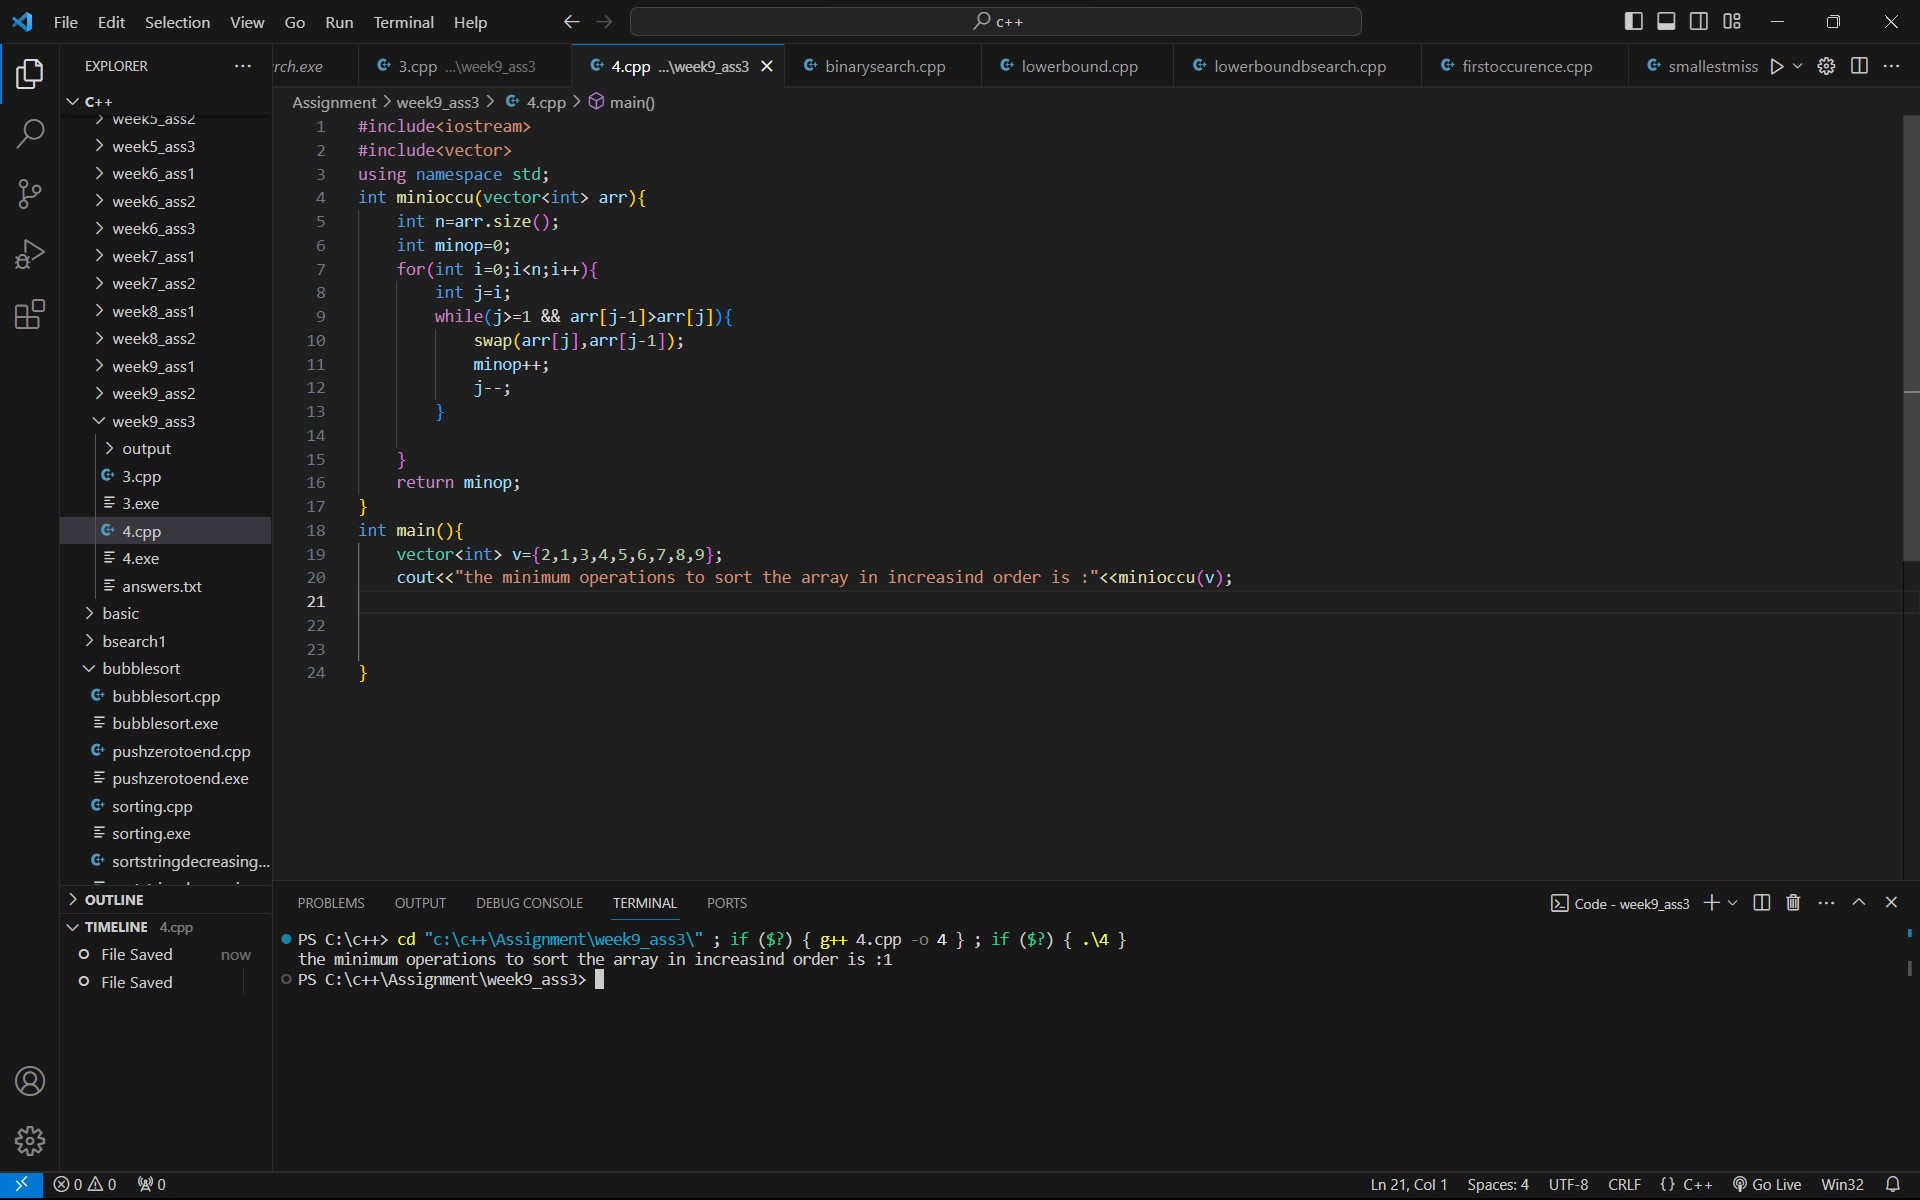 File Edit Selection View Go Run Terminal Help
c++
EXPLORER
rch.exe
3.cpp ...\week9_ass3
4.cpp ...\week9_ass3
binarysearch.cpp
lowerbound.cpp
lowerboundbsearch.cpp
firstoccurence.cpp
smallestmiss
C++
week5_ass2
week5_ass3
week6_ass1
week6_ass2
week6_ass3
week7_ass1
week7_ass2
week8_ass1
week8_ass2
week9_ass1
week9_ass2
week9_ass3
output
3.cpp
3.exe
4.cpp
4.exe
answers.txt
basic
bsearch1
bubblesort
bubblesort.cpp
bubblesort.exe
pushzerotoend.cpp
pushzerotoend.exe
sorting.cpp
sorting.exe
sortstringdecreasing...
OUTLINE
TIMELINE 4.cpp
File Saved now
File Saved
Assignment > week9_ass3 > 4.cpp > main()
1 #include<iostream>
2 #include<vector>
3 using namespace std;
4 int minioccu(vector<int> arr){
5 int n=arr.size();
6 int minop=0;
7 for(int i=0;i<n;i++){
8 int j=i;
9 while(j>=1 && arr[j-1]>arr[j]){
10 swap(arr[j],arr[j-1]);
11 minop++;
12 j--;
13 }
14
15 }
16 return minop;
17 }
18 int main(){
19 vector<int> v={2,1,3,4,5,6,7,8,9};
20 cout<<"the minimum operations to sort the array in increasind order is :"<<minioccu(v);
21
22
23
24 }
PROBLEMS OUTPUT DEBUG CONSOLE TERMINAL PORTS
Code - week9_ass3
PS C:\c++> cd "c:\c++\Assignment\week9_ass3\" ; if ($?) { g++ 4.cpp -o 4 } ; if ($?) { .\4 }
the minimum operations to sort the array in increasind order is :1
PS C:\c++\Assignment\week9_ass3>
0 0 0
Ln 21, Col 1 Spaces: 4 UTF-8 CRLF {} C++ Go Live Win32